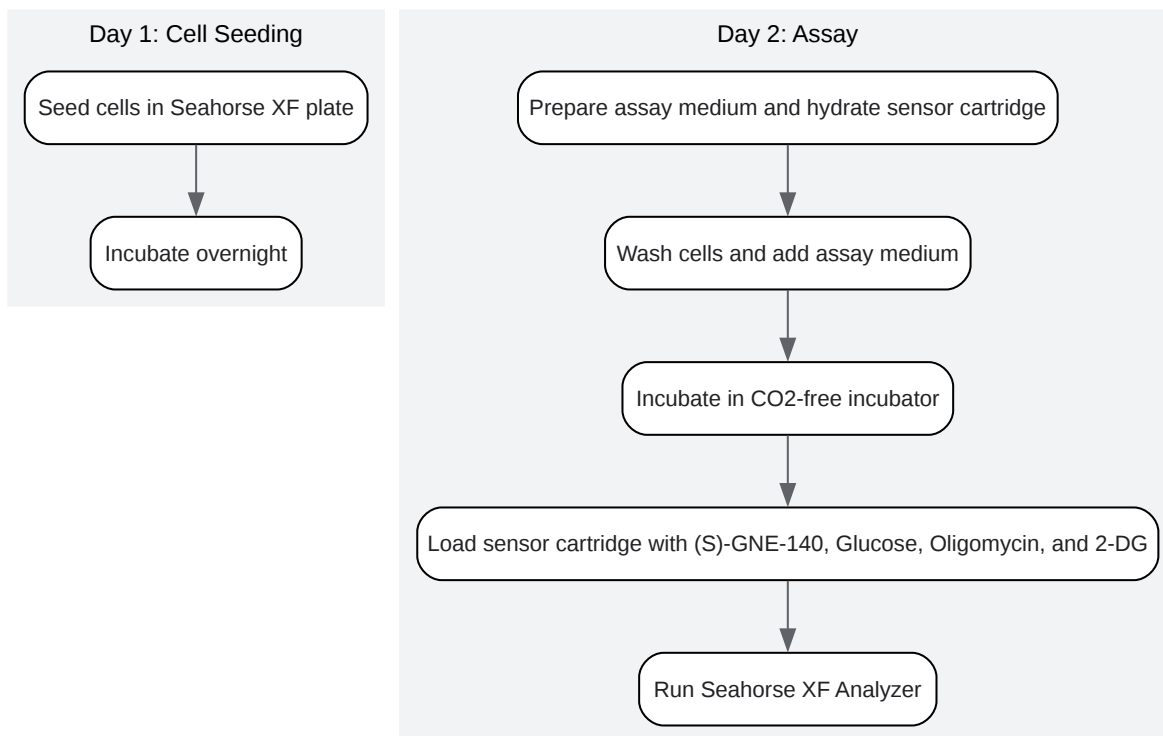 Day 1: Cell Seeding
Seed cells in Seahorse XF plate
Incubate overnight
Day 2: Assay
Prepare assay medium and hydrate sensor cartridge
Wash cells and add assay medium
Incubate in CO2-free incubator
Load sensor cartridge with (S)-GNE-140, Glucose, Oligomycin, and 2-DG
Run Seahorse XF Analyzer